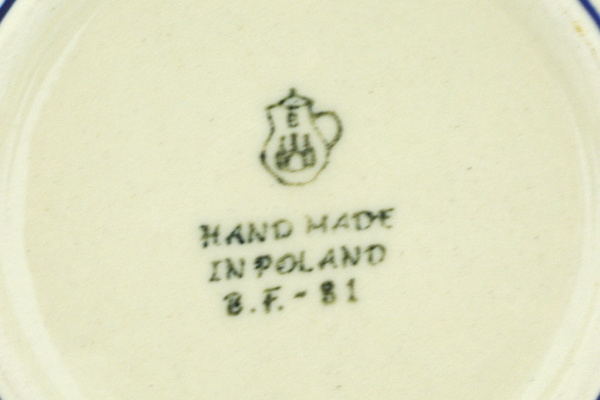 HAND MADE
IN POLAND
B.F.-81